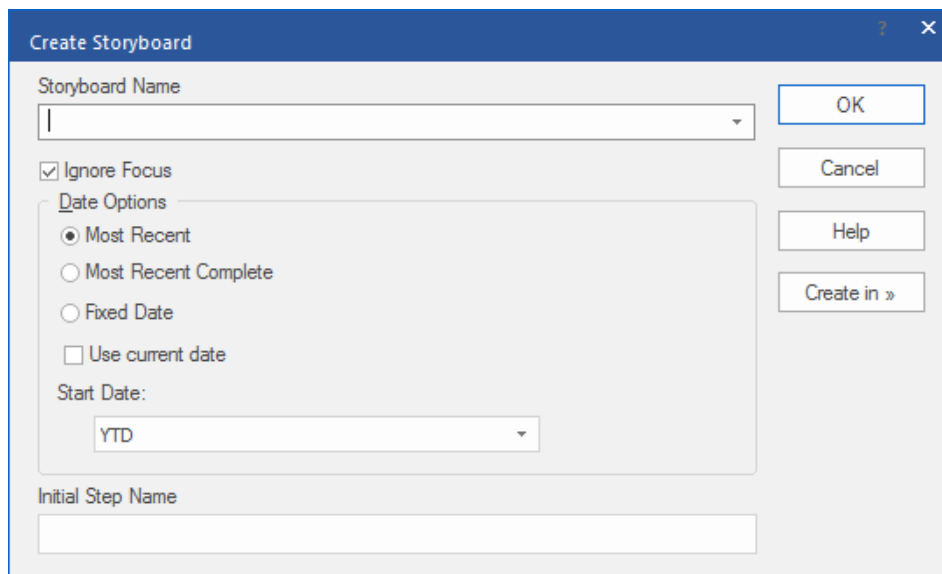 Create Storyboard
?
Storyboard Name
OK
Ignore Focus
Cancel
Date Options
Most Recent
Help
Most Recent Complete
Create in »
Fixed Date
Use current date
Start Date:
YTD
Initial Step Name